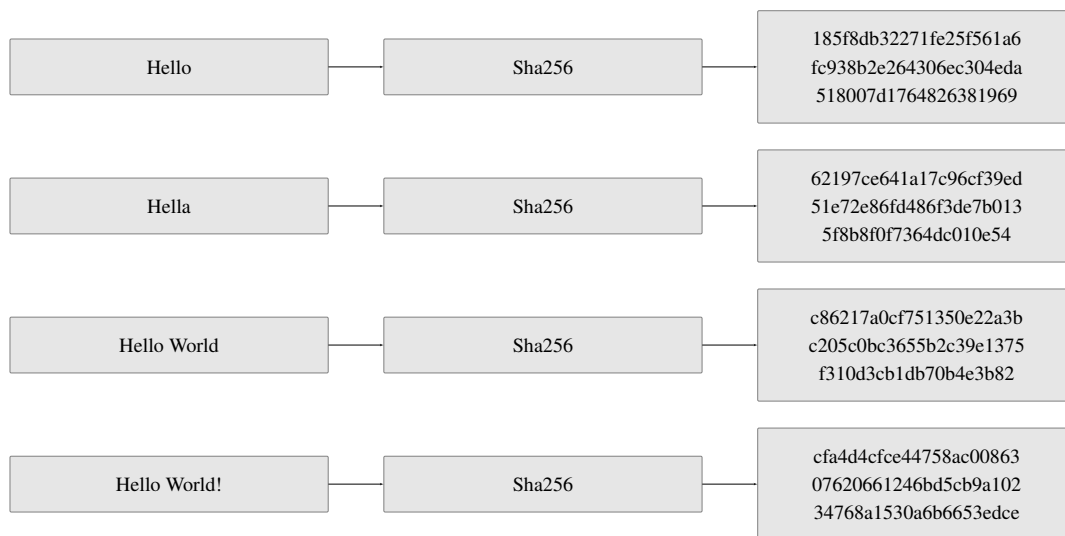 Hello
Sha256
185f8db32271fe25f561a6
fc938b2e264306ec304eda
518007d1764826381969
Hella
Sha256
62197ce641a17c96cf39ed
51e72e86fd486f3de7b013
5f8b8f0f7364dc010e54
Hello World
Sha256
c86217a0cf751350e22a3b
c205c0bc3655b2c39e1375
f310d3cb1db70b4e3b82
Hello World!
Sha256
cfa4d4cfce44758ac00863
07620661246bd5cb9a102
34768a1530a6b6653edce